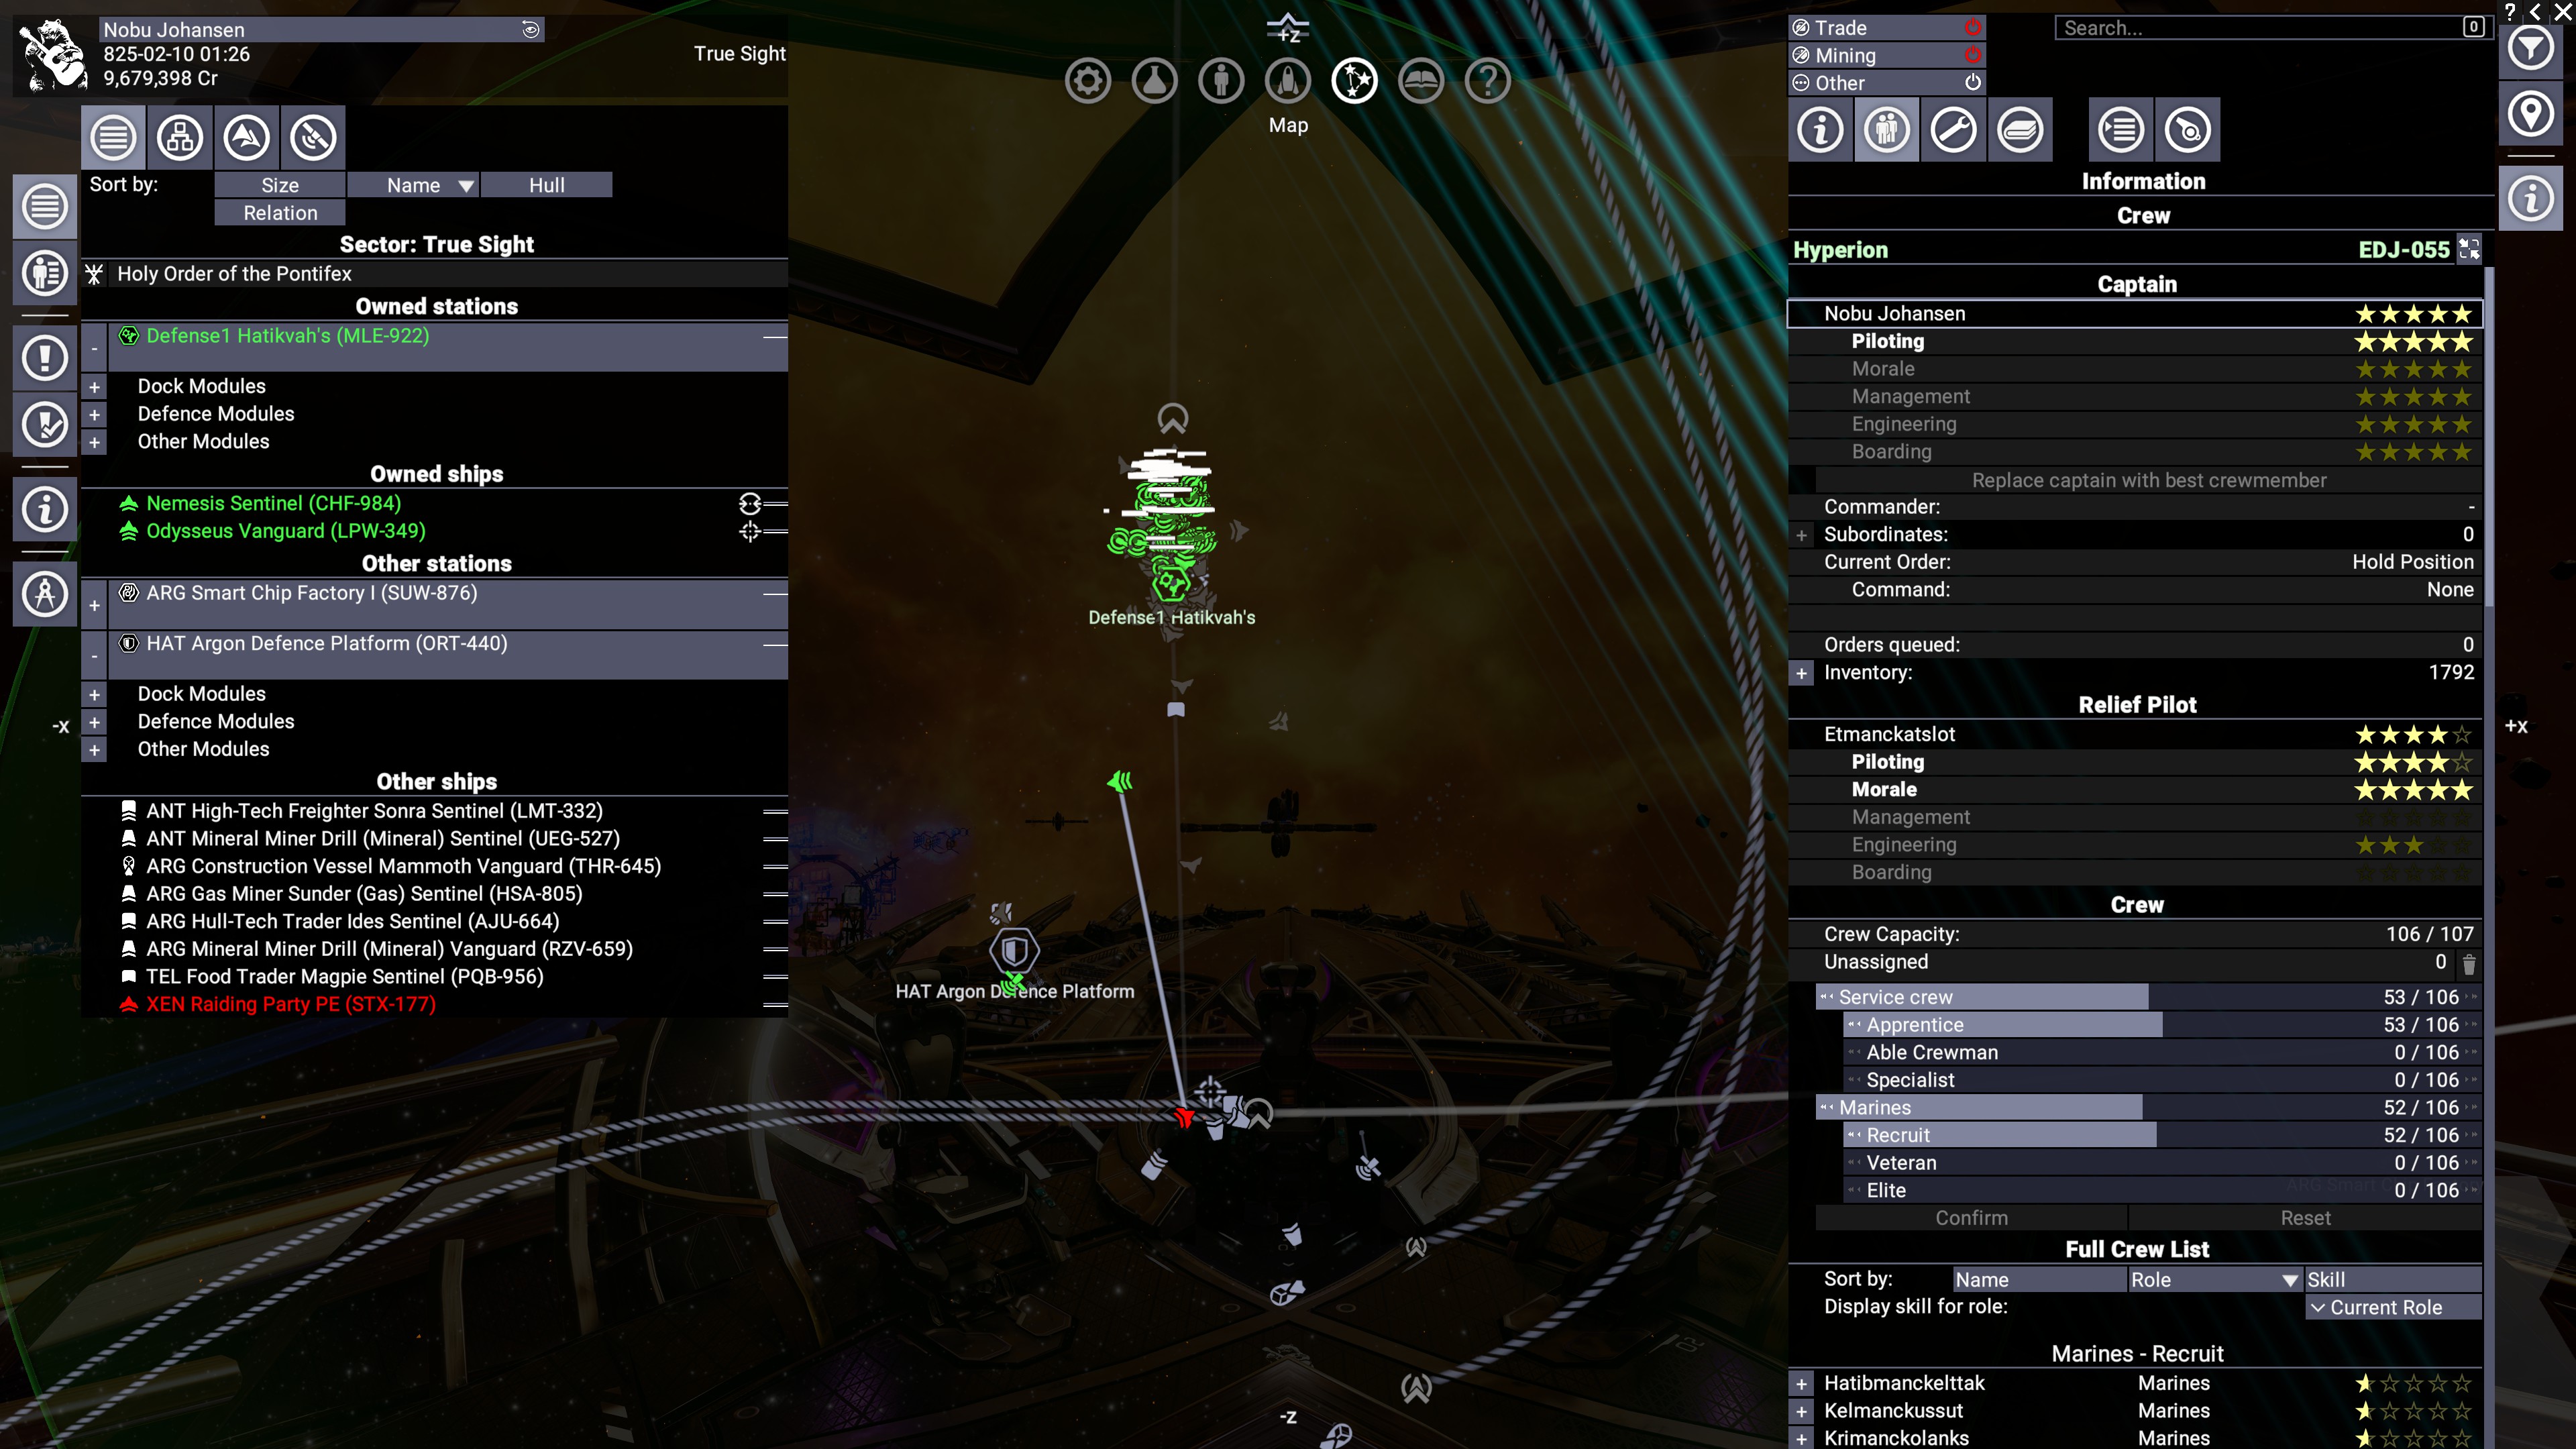 Nobu Johansen
825-02-10 01:26
True Sight
9,679,398 Cr
Sort by:
Size
Name
Hull
Relation
Sector: True Sight
Holy Order of the Pontifex
Owned stations
Defense1 Hatikvah's (MLE-922)
Dock Modules
Defence Modules
Other Modules
Owned ships
Nemesis Sentinel (CHF-984)
Odysseus Vanguard (LPW-349)
Other stations
ARG Smart Chip Factory I (SUW-876)
HAT Argon Defence Platform (ORT-440)
Dock Modules
Defence Modules
Other Modules
Other ships
ANT High-Tech Freighter Sonra Sentinel (LMT-332)
ANT Mineral Miner Drill (Mineral) Sentinel (UEG-527)
ARG Construction Vessel Mammoth Vanguard (THR-645)
ARG Gas Miner Sunder (Gas) Sentinel (HSA-805)
ARG Hull-Tech Trader Ides Sentinel (AJU-664)
ARG Mineral Miner Drill (Mineral) Vanguard (RZV-659)
TEL Food Trader Magpie Sentinel (PQB-956)
XEN Raiding Party PE (STX-177)
-X
+Z
Map
Defense1 Hatikvah's
HAT Argon Defence Platform
-Z
+X
Trade
Mining
Other
Search...
0
Information
Crew
Hyperion EDJ-055
Captain
Nobu Johansen
Piloting
Morale
Management
Engineering
Boarding
Replace captain with best crewmember
Commander: -
Subordinates: 0
Current Order: Hold Position
Command: None
Orders queued: 0
Inventory: 1792
Relief Pilot
Etmanckatslot
Piloting
Morale
Management
Engineering
Boarding
Crew
Crew Capacity: 106 / 107
Unassigned 0
Service crew 53 / 106
Apprentice 53 / 106
Able Crewman 0 / 106
Specialist 0 / 106
Marines 52 / 106
Recruit 52 / 106
Veteran 0 / 106
Elite 0 / 106
Confirm Reset
Full Crew List
Sort by: Name Role Skill
Display skill for role: Current Role
Marines - Recruit
Hatibmanckelttak Marines
Kelmanckussut Marines
Krimanckolanks Marines